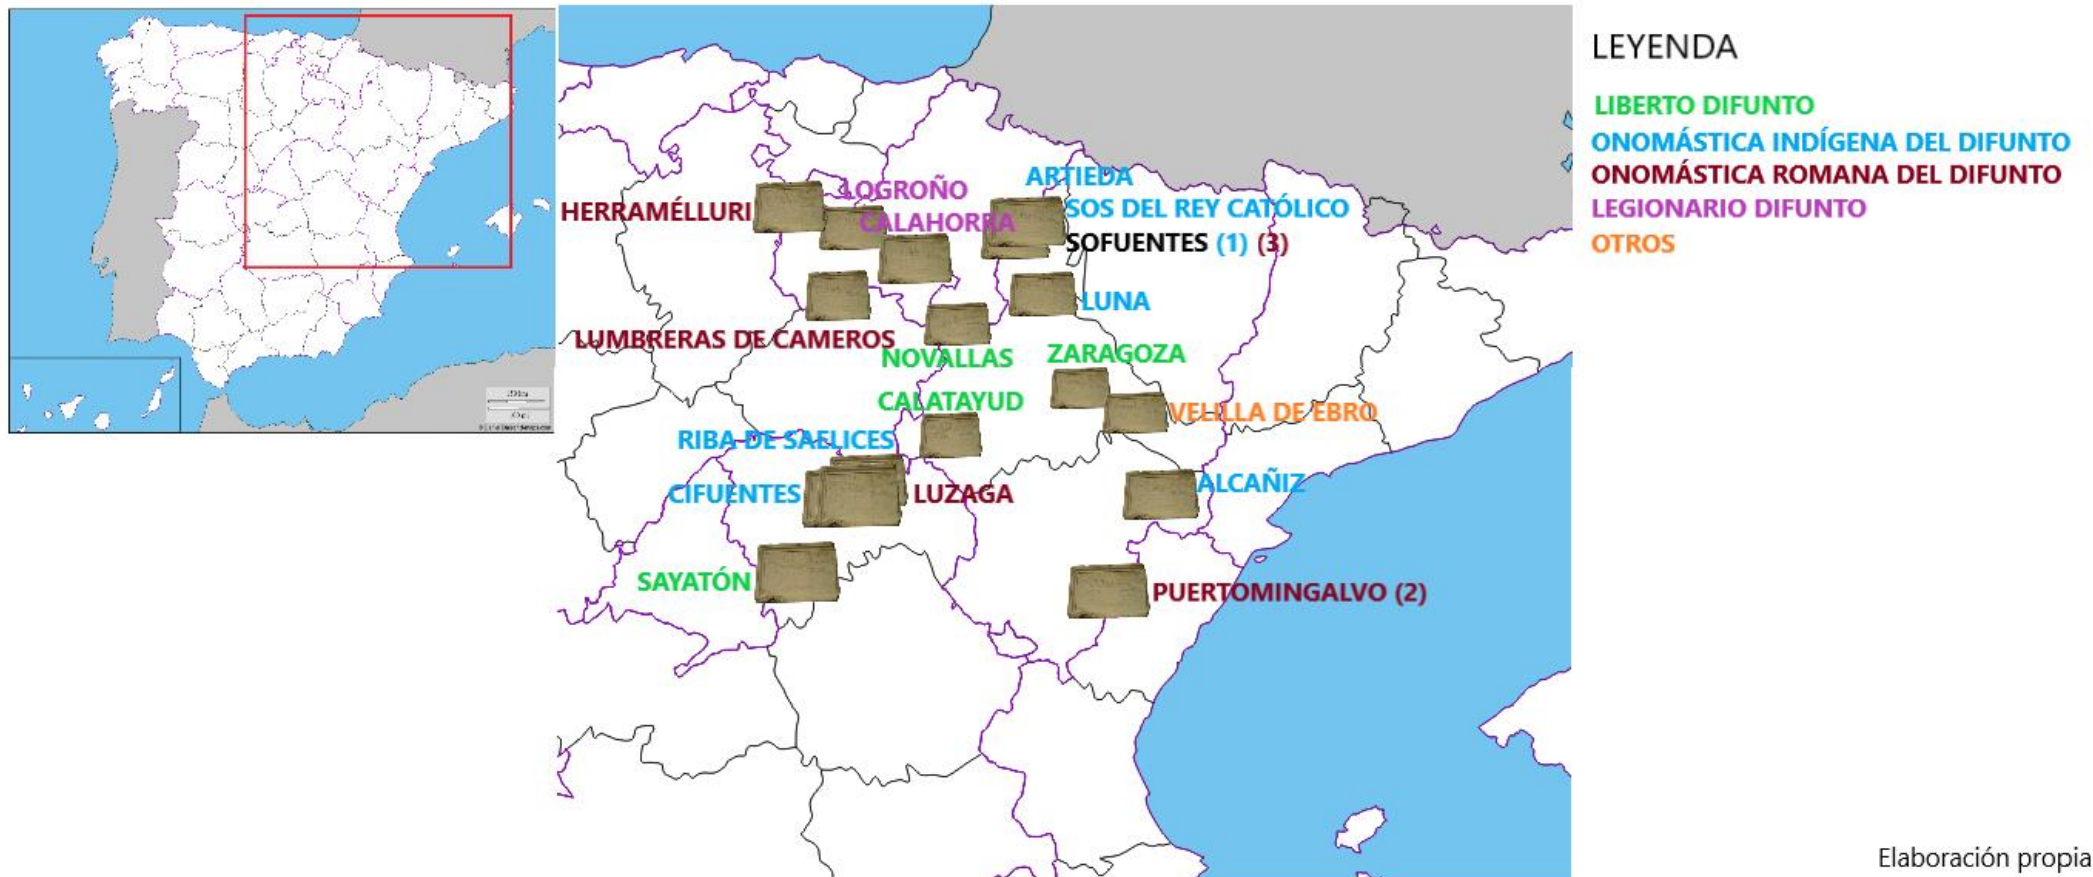 LEYENDA
LIBERTO DIFUNTO
ONOMÁSTICA INDÍGENA DEL DIFUNTO
ONOMÁSTICA ROMANA DEL DIFUNTO
LEGIONARIO DIFUNTO
OTROS
ARTIEDA
LOGROÑO
HERRAMÉLLURI
SOS DEL REY CATÓLICO
CALAHORRA
SOFUENTES (1) (3)
LUNA
LUMBRERAS DE CAMEROS
NOVALLAS
ZARAGOZA
CALATAYUD
VELILLA DE EBRO
RIBA DE SAELICES
CIFUENTES
LUZAGA
ALCAÑIZ
SAYATÓN
PUERTOMINGALVO (2)
Elaboración propia